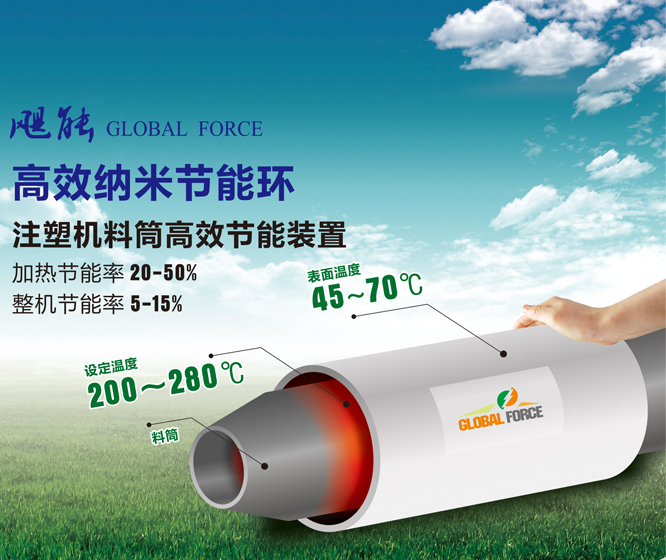 飓能 GLOBAL FORCE
高效纳米节能环
注塑机料筒高效节能装置
加热节能率 20-50%
整机节能率 5-15%
表面温度
45~70℃
设定温度
200~280℃
料筒
GLOBAL FORCE